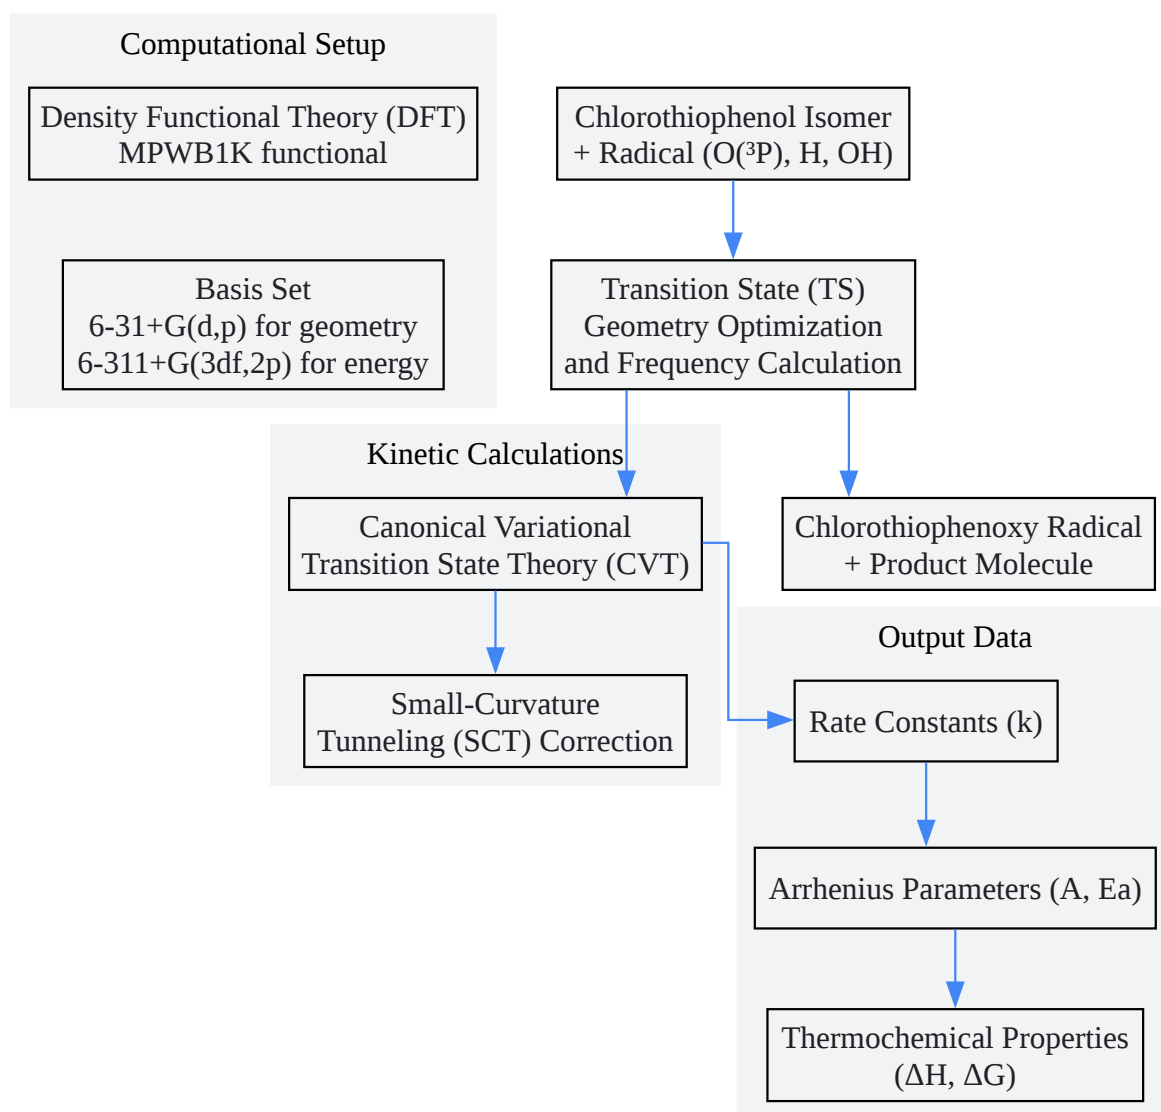 Computational Setup
Density Functional Theory (DFT)
MPWB1K functional
Basis Set
6-31+G(d,p) for geometry
6-311+G(3df,2p) for energy
Chlorothiophenol Isomer
+ Radical (O(³P), H, OH)
Transition State (TS)
Geometry Optimization
and Frequency Calculation
Kinetic Calculations
Canonical Variational
Transition State Theory (CVT)
Small-Curvature
Tunneling (SCT) Correction
Chlorothiophenoxy Radical
+ Product Molecule
Output Data
Rate Constants (k)
Arrhenius Parameters (A, Ea)
Thermochemical Properties
(ΔH, ΔG)